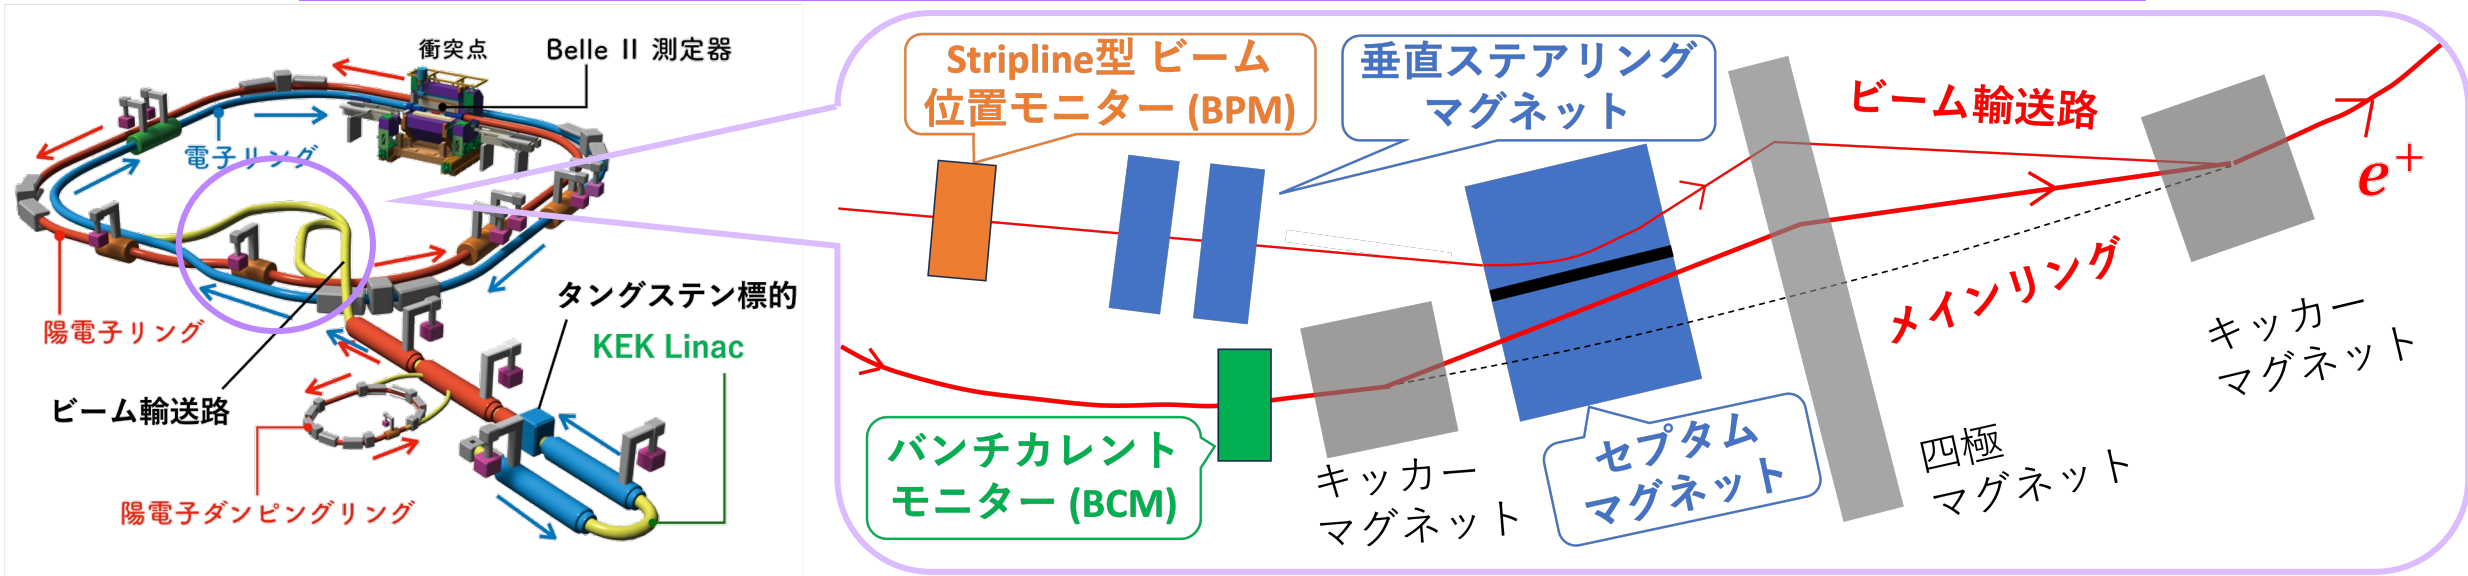 衝突点
Belle II 測定器
電子リング
陽電子リング
タングステン標的
KEK Linac
ビーム輸送路
陽電子ダンピングリング
Stripline型 ビーム
位置モニター (BPM)
垂直ステアリング
マグネット
ビーム輸送路
e⁺
メインリング
キッカー
マグネット
バンチカレント
モニター (BCM)
キッカー
マグネット
セプタム
マグネット
四極
マグネット